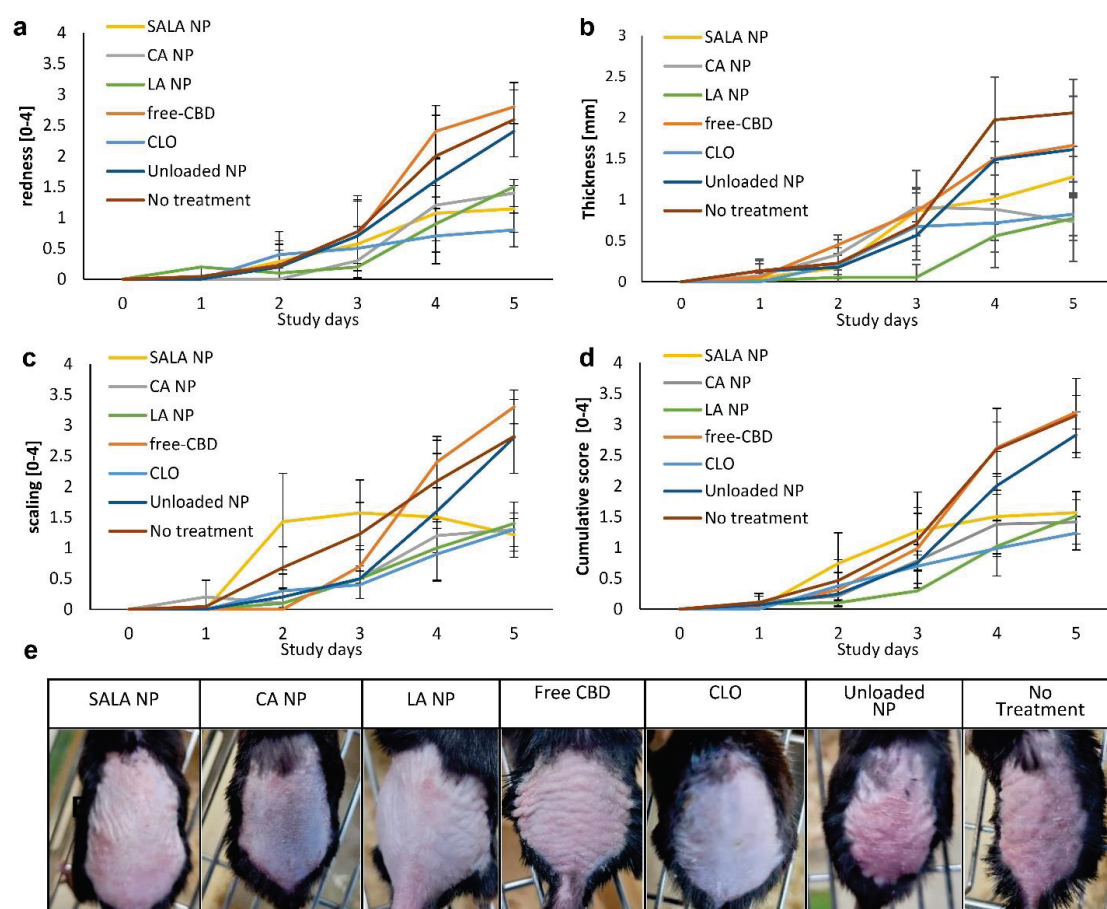 a
redness [0-4]
4
3.5
3
2.5
2
1.5
1
0.5
0
SALA NP
CA NP
LA NP
free-CBD
CLO
Unloaded NP
No treatment
0 1 2 3 4 5
Study days
b
Thickness [mm]
3
2.5
2
1.5
1
0.5
0
SALA NP
CA NP
LA NP
free-CBD
CLO
Unloaded NP
No treatment
0 1 2 3 4 5
Study days
c
scaling [0-4]
4
3.5
3
2.5
2
1.5
1
0.5
0
SALA NP
CA NP
LA NP
free-CBD
CLO
Unloaded NP
No treatment
0 1 2 3 4 5
Study days
d
Cumulative score [0-4]
4
3.5
3
2.5
2
1.5
1
0.5
0
SALA NP
CA NP
LA NP
free-CBD
CLO
Unloaded NP
No treatment
0 1 2 3 4 5
Study days
e
SALA NP
CA NP
LA NP
Free CBD
CLO
Unloaded
NP
No
Treatment